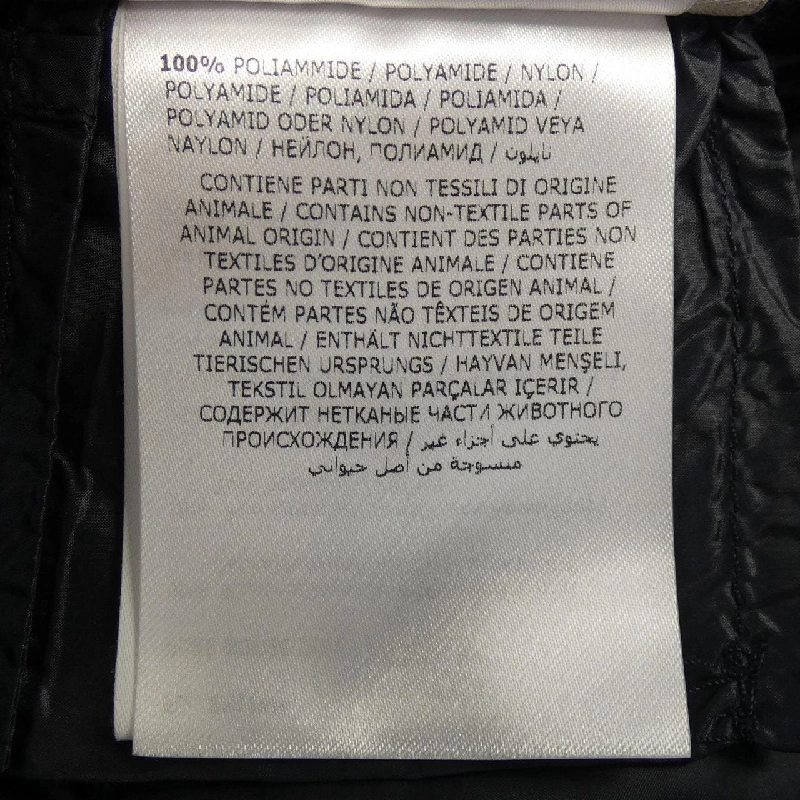 100% POLIAMMIDE / POLYAMIDE / NYLON /
POLYAMIDE / POLIAMIDA / POLIAMIDA /
POLYAMID ODER NYLON / POLYAMID VEYA
NAYLON / НЕЙЛОН, ПОЛИАМИД / نايلون
CONTIENE PARTI NON TESSILI DI ORIGINE
ANIMALE / CONTAINS NON-TEXTILE PARTS OF
ANIMAL ORIGIN / CONTIENT DES PARTIES NON
TEXTILES D'ORIGINE ANIMALE / CONTIENE
PARTES NO TEXTILES DE ORIGEN ANIMAL /
CONTÉM PARTES NÃO TÊXTEIS DE ORIGEM
ANIMAL / ENTHÄLT NICHTTEXTILE TEILE
TIERISCHEN URSPRUNGS / HAYVAN MENŞELİ,
TEKSTIL OLMAYAN PARÇALAR IÇERIR /
СОДЕРЖИТ НЕТКАНЫЕ ЧАСТИ ЖИВОТНОГО
ПРОИСХОЖДЕНИЯ / يحتوي على أجزاء غير
منسوجة من أصل حيواني